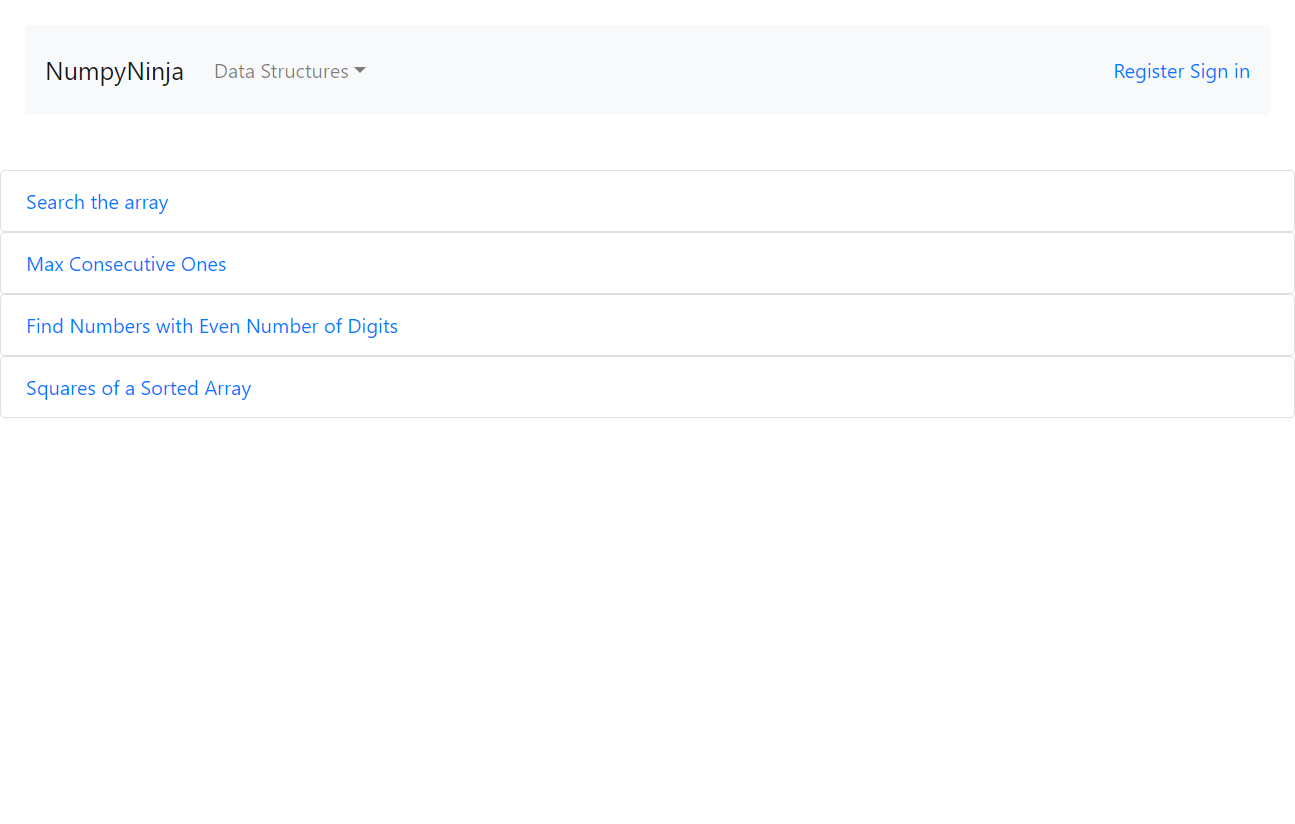 NumpyNinja Data Structures Register Sign in
Search the array
Max Consecutive Ones
Find Numbers with Even Number of Digits
Squares of a Sorted Array